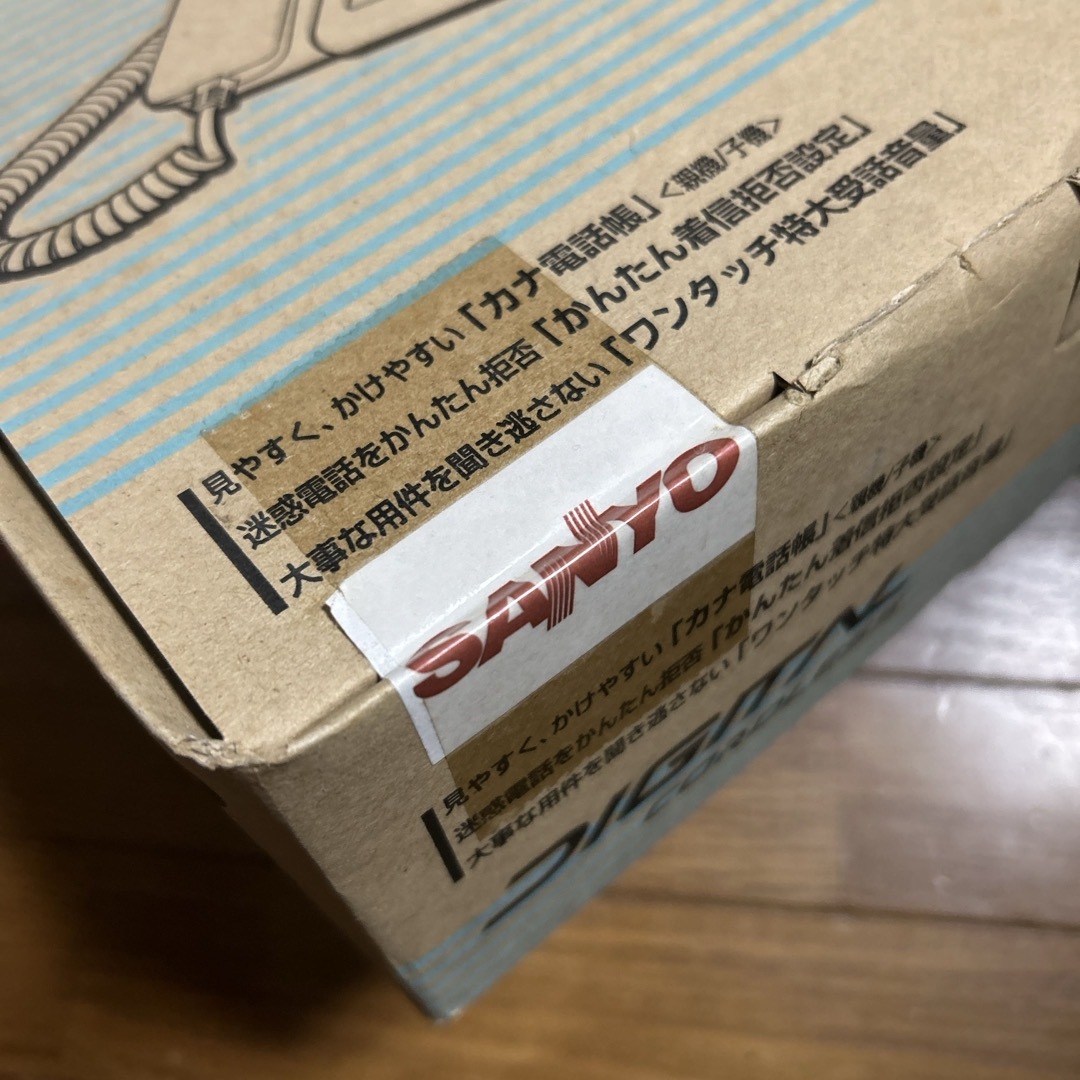 見やすく、かけやすい「カナ電話帳」<親機/子機>
迷惑電話をかんたん拒否「かんたん着信拒否設定」
大事な用件を聞き逃さない「ワンタッチ特大受話音量」
SANYO
見やすく、かけやすい「カナ電話帳」<親機/子機>
迷惑電話をかんたん拒否「かんたん着信拒否設定」
大事な用件を聞き逃さない「ワンタッチ特大受話音量」
DIGITAL